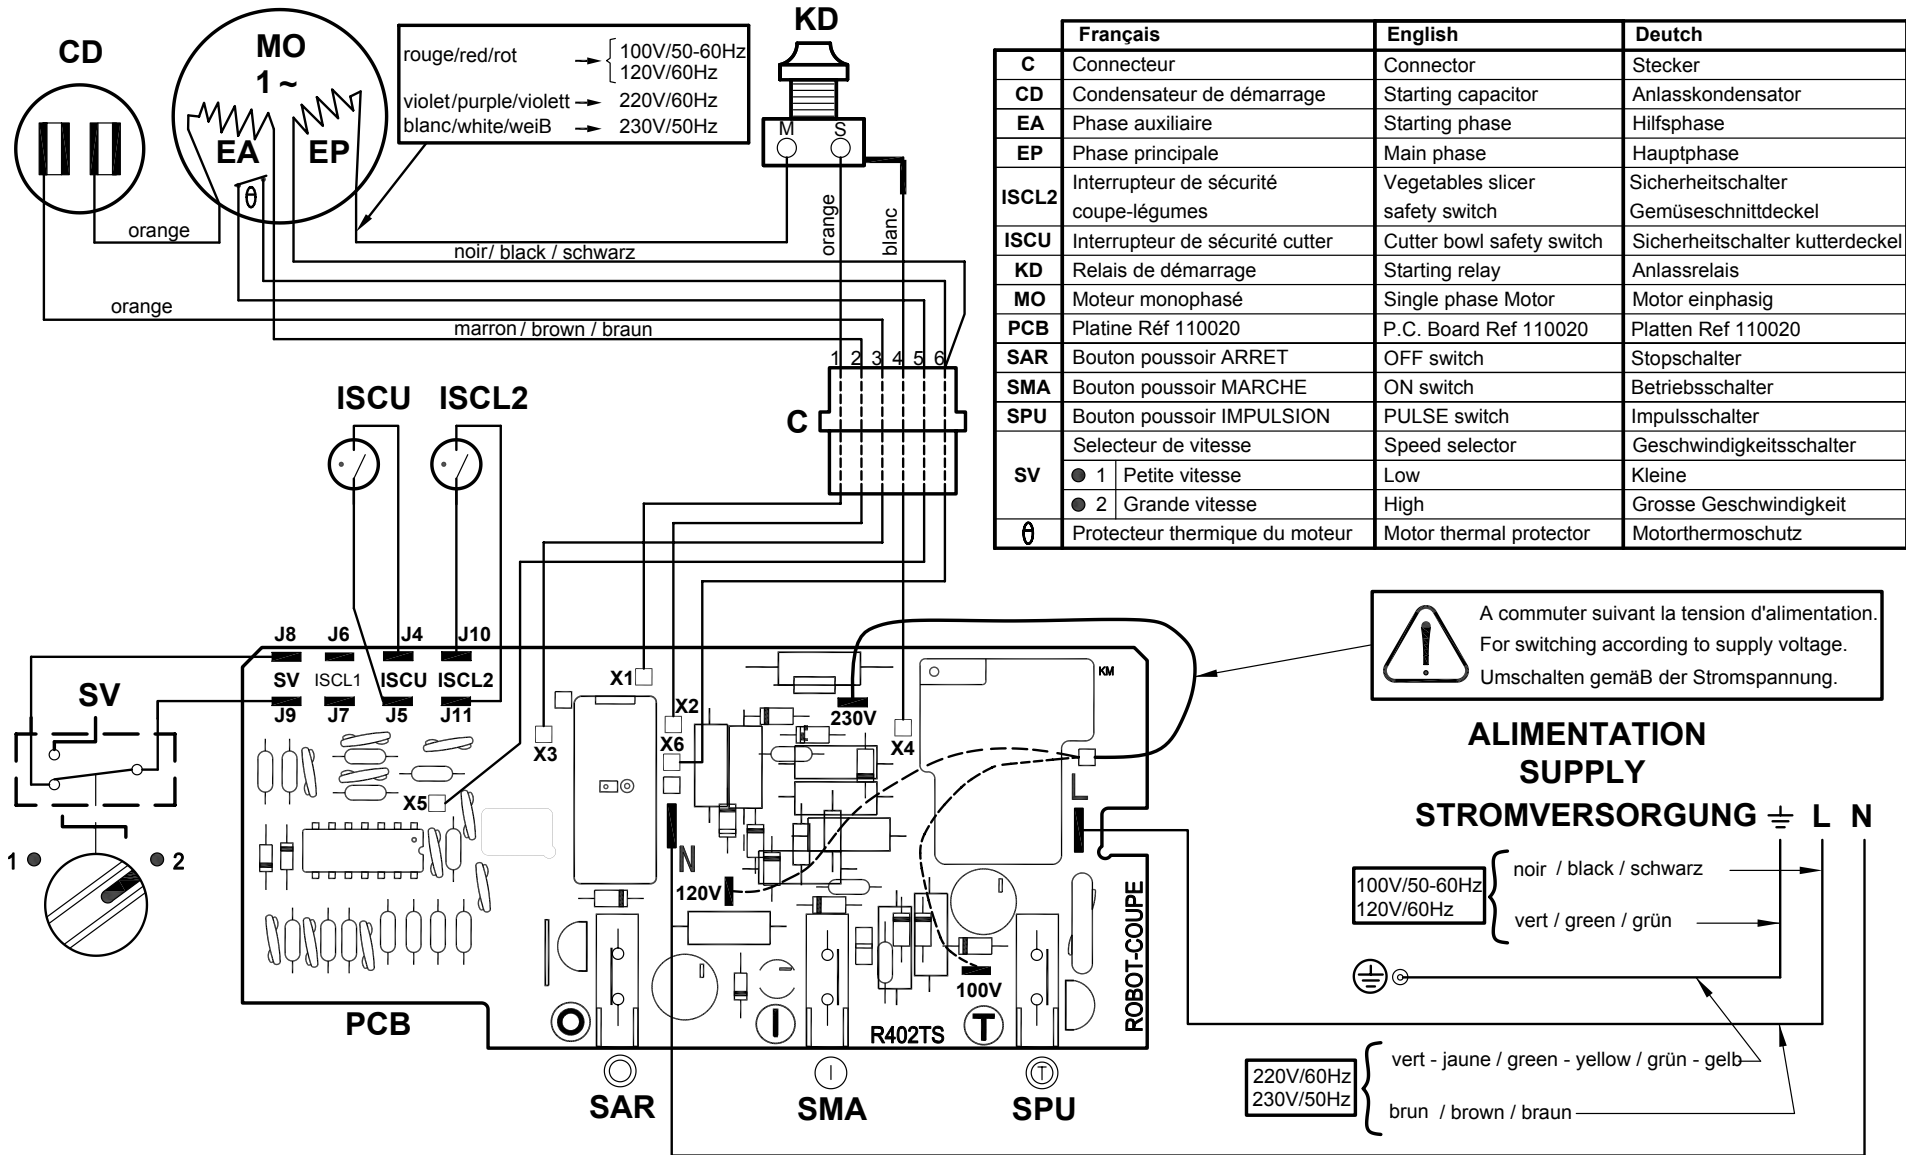 CD
MO
1 ~
EA
EP
θ
rouge/red/rot
100V/50-60Hz
120V/60Hz
violet/purple/violett
220V/60Hz
blanc/white/weiB
230V/50Hz
KD
M
S
orange
noir/ black / schwarz
orange
blanc
orange
marron / brown / braun
1 2 3 4 5 6
C
Français English Deutch
C Connecteur Connector Stecker
CD Condensateur de démarrage Starting capacitor Anlasskondensator
EA Phase auxiliaire Starting phase Hilfsphase
EP Phase principale Main phase Hauptphase
ISCL2 Interrupteur de sécurité Vegetables slicer Sicherheitschalter
coupe-légumes safety switch Gemüseschnittdeckel
ISCU Interrupteur de sécurité cutter Cutter bowl safety switch Sicherheitschalter kutterdeckel
KD Relais de démarrage Starting relay Anlassrelais
MO Moteur monophasé Single phase Motor Motor einphasig
PCB Platine Réf 110020 P.C. Board Ref 110020 Platten Ref 110020
SAR Bouton poussoir ARRET OFF switch Stopschalter
SMA Bouton poussoir MARCHE ON switch Betriebsschalter
SPU Bouton poussoir IMPULSION PULSE switch Impulsschalter
SV Selecteur de vitesse Speed selector Geschwindigkeitsschalter
1 Petite vitesse Low Kleine
2 Grande vitesse High Grosse Geschwindigkeit
θ Protecteur thermique du moteur Motor thermal protector Motorthermoschutz
ISCU ISCL2
J8 J6 J4 J10
SV ISCL1 ISCU ISCL2
J9 J7 J5 J11
SV
1
2
X1
X2
X3
X6
X4
X5
230V
KM
L
N
120V
100V
O
I
T
R402TS
ROBOT-COUPE
PCB
I
T
SAR
SMA
SPU
A commuter suivant la tension d'alimentation.
For switching according to supply voltage.
Umschalten gemäB der Stromspannung.
ALIMENTATION
SUPPLY
STROMVERSORGUNG L N
100V/50-60Hz
120V/60Hz
noir / black / schwarz
vert / green / grün
220V/60Hz
230V/50Hz
vert - jaune / green - yellow / grün - gelb
brun / brown / braun